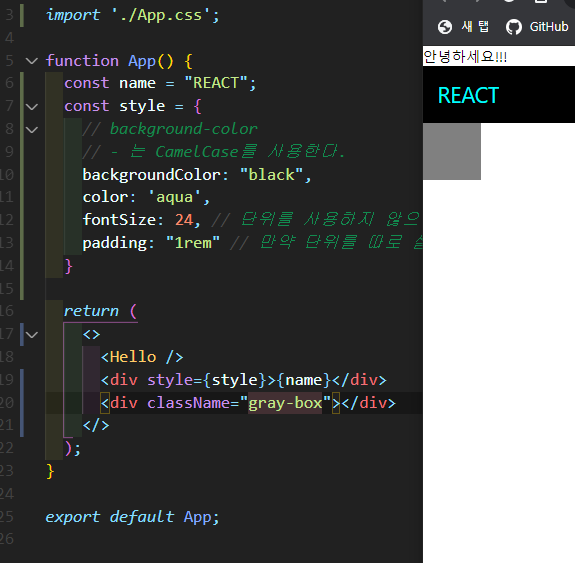 3 import './App.css';
4
5 function App() {
6 const name = "REACT";
7 const style = {
8 // background-color
9 // - 는 CamelCase를 사용한다.
10 backgroundColor: "black",
11 color: 'aqua',
12 fontSize: 24, // 단위를 사용하지 않으
13 padding: "1rem" // 만약 단위를 따로
14 }
15
16 return (
17 <>
18 <Hello />
19 <div style={style}>{name}</div>
20 <div className="gray-box"></div>
21 </>
22 );
23 }
24
25 export default App;
26
새 탭 GitHub
안녕하세요!!!
REACT